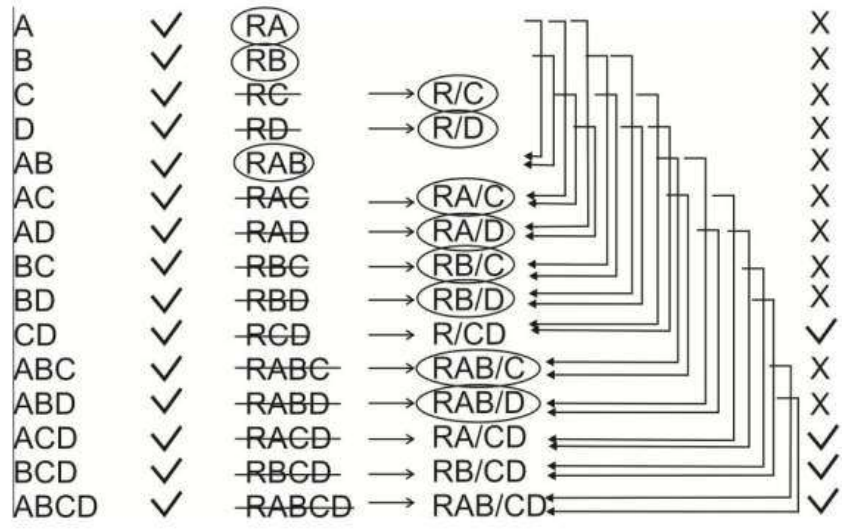 A ✓ RA X
B ✓ RB X
C ✓ RC → R/C X
D ✓ RD → R/D X
AB ✓ RAB X
AC ✓ RAC → RA/C X
AD ✓ RAD → RA/D X
BC ✓ RBC → RB/C X
BD ✓ RBD → RB/D X
CD ✓ RCD → R/CD ✓
ABC ✓ RABC → RAB/C X
ABD ✓ RABD → RAB/D X
ACD ✓ RACD → RA/CD ✓
BCD ✓ RBCD → RB/CD ✓
ABCD ✓ RABCD → RAB/CD ✓